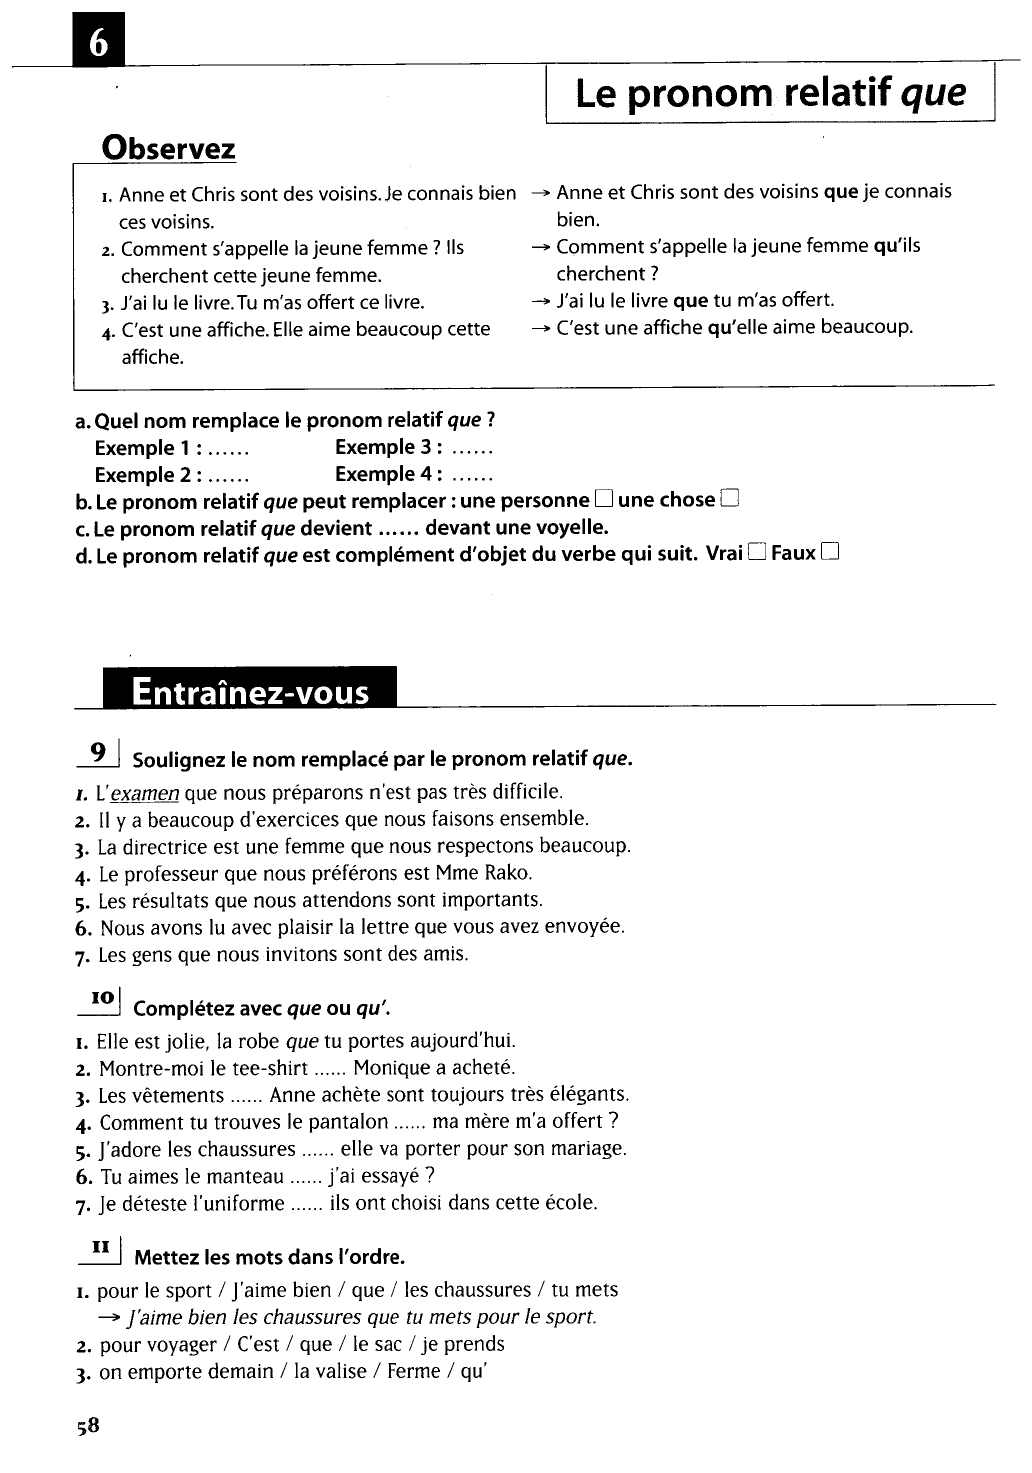 6
Le pronom relatif que
Observez
1. Anne et Chris sont des voisins. Je connais bien
ces voisins.
→ Anne et Chris sont des voisins que je connais
bien.
2. Comment s'appelle la jeune femme ? Ils
cherchent cette jeune femme.
→ Comment s'appelle la jeune femme qu'ils
cherchent ?
3. J'ai lu le livre. Tu m'as offert ce livre.
→ J'ai lu le livre que tu m'as offert.
4. C'est une affiche. Elle aime beaucoup cette
affiche.
→ C'est une affiche qu'elle aime beaucoup.
a. Quel nom remplace le pronom relatif que ?
Exemple 1 : ...... Exemple 3 : ......
Exemple 2 : ...... Exemple 4 : ......
b. Le pronom relatif que peut remplacer : une personne □ une chose □
c. Le pronom relatif que devient ...... devant une voyelle.
d. Le pronom relatif que est complément d'objet du verbe qui suit. Vrai □ Faux □
Entraînez-vous
9 Soulignez le nom remplacé par le pronom relatif que.
1. L'examen que nous préparons n'est pas très difficile.
2. Il y a beaucoup d'exercices que nous faisons ensemble.
3. La directrice est une femme que nous respectons beaucoup.
4. Le professeur que nous préférons est Mme Rako.
5. Les résultats que nous attendons sont importants.
6. Nous avons lu avec plaisir la lettre que vous avez envoyée.
7. Les gens que nous invitons sont des amis.
10 Complétez avec que ou qu'.
1. Elle est jolie, la robe que tu portes aujourd'hui.
2. Montre-moi le tee-shirt ...... Monique a acheté.
3. Les vêtements ...... Anne achète sont toujours très élégants.
4. Comment tu trouves le pantalon ...... ma mère m'a offert ?
5. J'adore les chaussures ...... elle va porter pour son mariage.
6. Tu aimes le manteau ...... j'ai essayé ?
7. Je déteste l'uniforme ...... ils ont choisi dans cette école.
11 Mettez les mots dans l'ordre.
1. pour le sport / J'aime bien / que / les chaussures / tu mets
→ J'aime bien les chaussures que tu mets pour le sport.
2. pour voyager / C'est / que / le sac / je prends
3. on emporte demain / la valise / Ferme / qu'
58